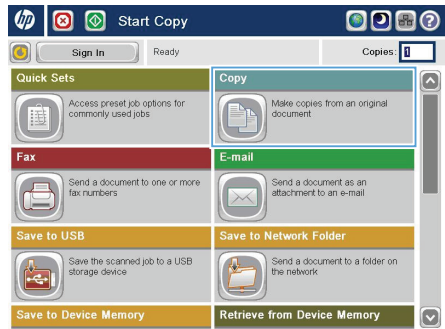 hp
Start Copy
?
Sign In
Ready
Copies: 1
Quick Sets
Access preset job options for
commonly used jobs
Copy
Make copies from an original
document
Fax
Send a document to one or more
fax numbers
E-mail
Send a document as an
attachment to an e-mail
Save to USB
Save the scanned job to a USB
storage device
Save to Network Folder
Send a document to a folder on
the network
Save to Device Memory
Retrieve from Device Memory